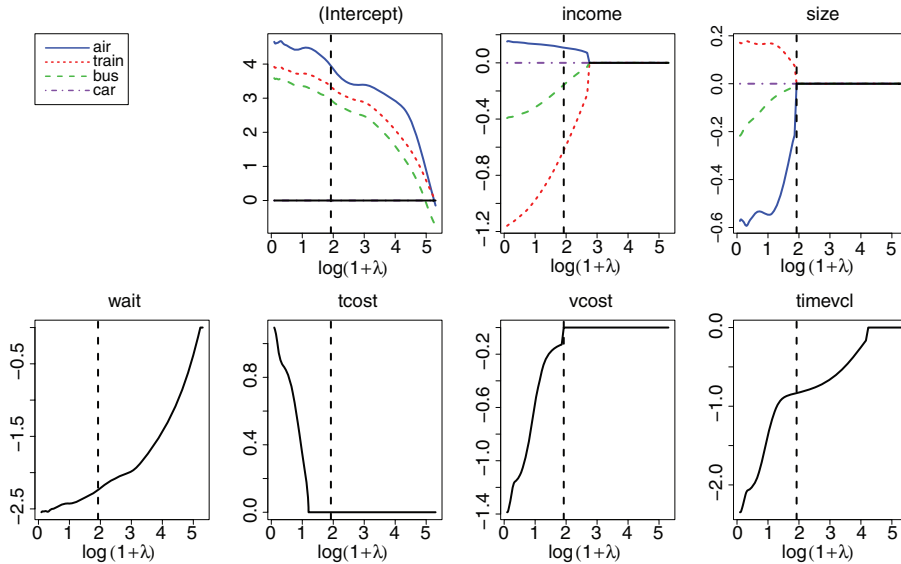 air
train
bus
car
(Intercept)
4
3
2
1
0
0 1 2 3 4 5
log(1+λ)
income
0.0
−0.4
−0.8
−1.2
0 1 2 3 4 5
log(1+λ)
size
0.2
0.0
−0.2
−0.4
−0.6
0 1 2 3 4 5
log(1+λ)
wait
−0.5
−1.5
−2.5
0 1 2 3 4 5
log(1+λ)
tcost
0.8
0.4
0.0
0 1 2 3 4 5
log(1+λ)
vcost
−0.2
−0.6
−1.0
−1.4
0 1 2 3 4 5
log(1+λ)
timevcl
0.0
−1.0
−2.0
0 1 2 3 4 5
log(1+λ)